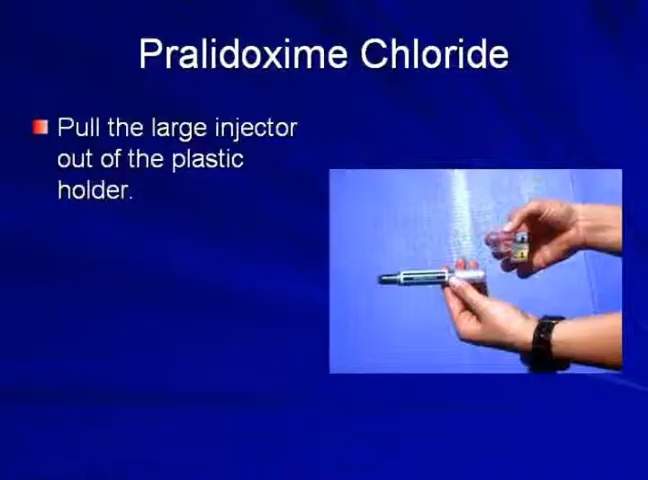 Pralidoxime Chloride
Pull the large injector
out of the plastic
holder.